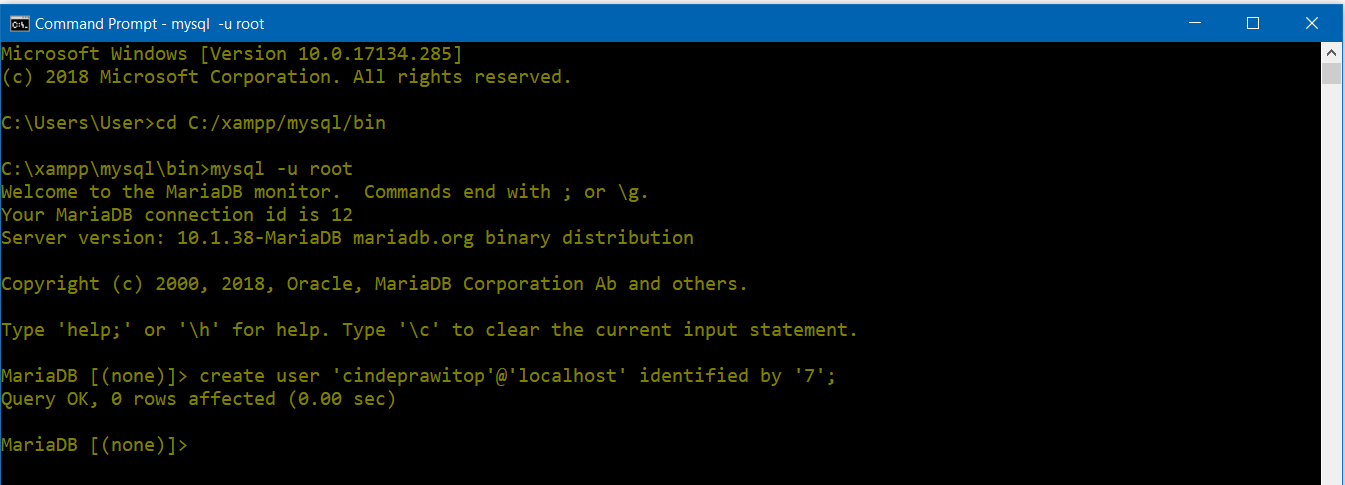 Command Prompt - mysql  -u root
Microsoft Windows [Version 10.0.17134.285]
(c) 2018 Microsoft Corporation. All rights reserved.
C:\Users\User>cd C:/xampp/mysql/bin
C:\xampp\mysql\bin>mysql -u root
Welcome to the MariaDB monitor.  Commands end with ; or \g.
Your MariaDB connection id is 12
Server version: 10.1.38-MariaDB mariadb.org binary distribution
Copyright (c) 2000, 2018, Oracle, MariaDB Corporation Ab and others.
Type 'help;' or '\h' for help. Type '\c' to clear the current input statement.
MariaDB [(none)]> create user 'cindeprawitop'@'localhost' identified by '7';
Query OK, 0 rows affected (0.00 sec)
MariaDB [(none)]>